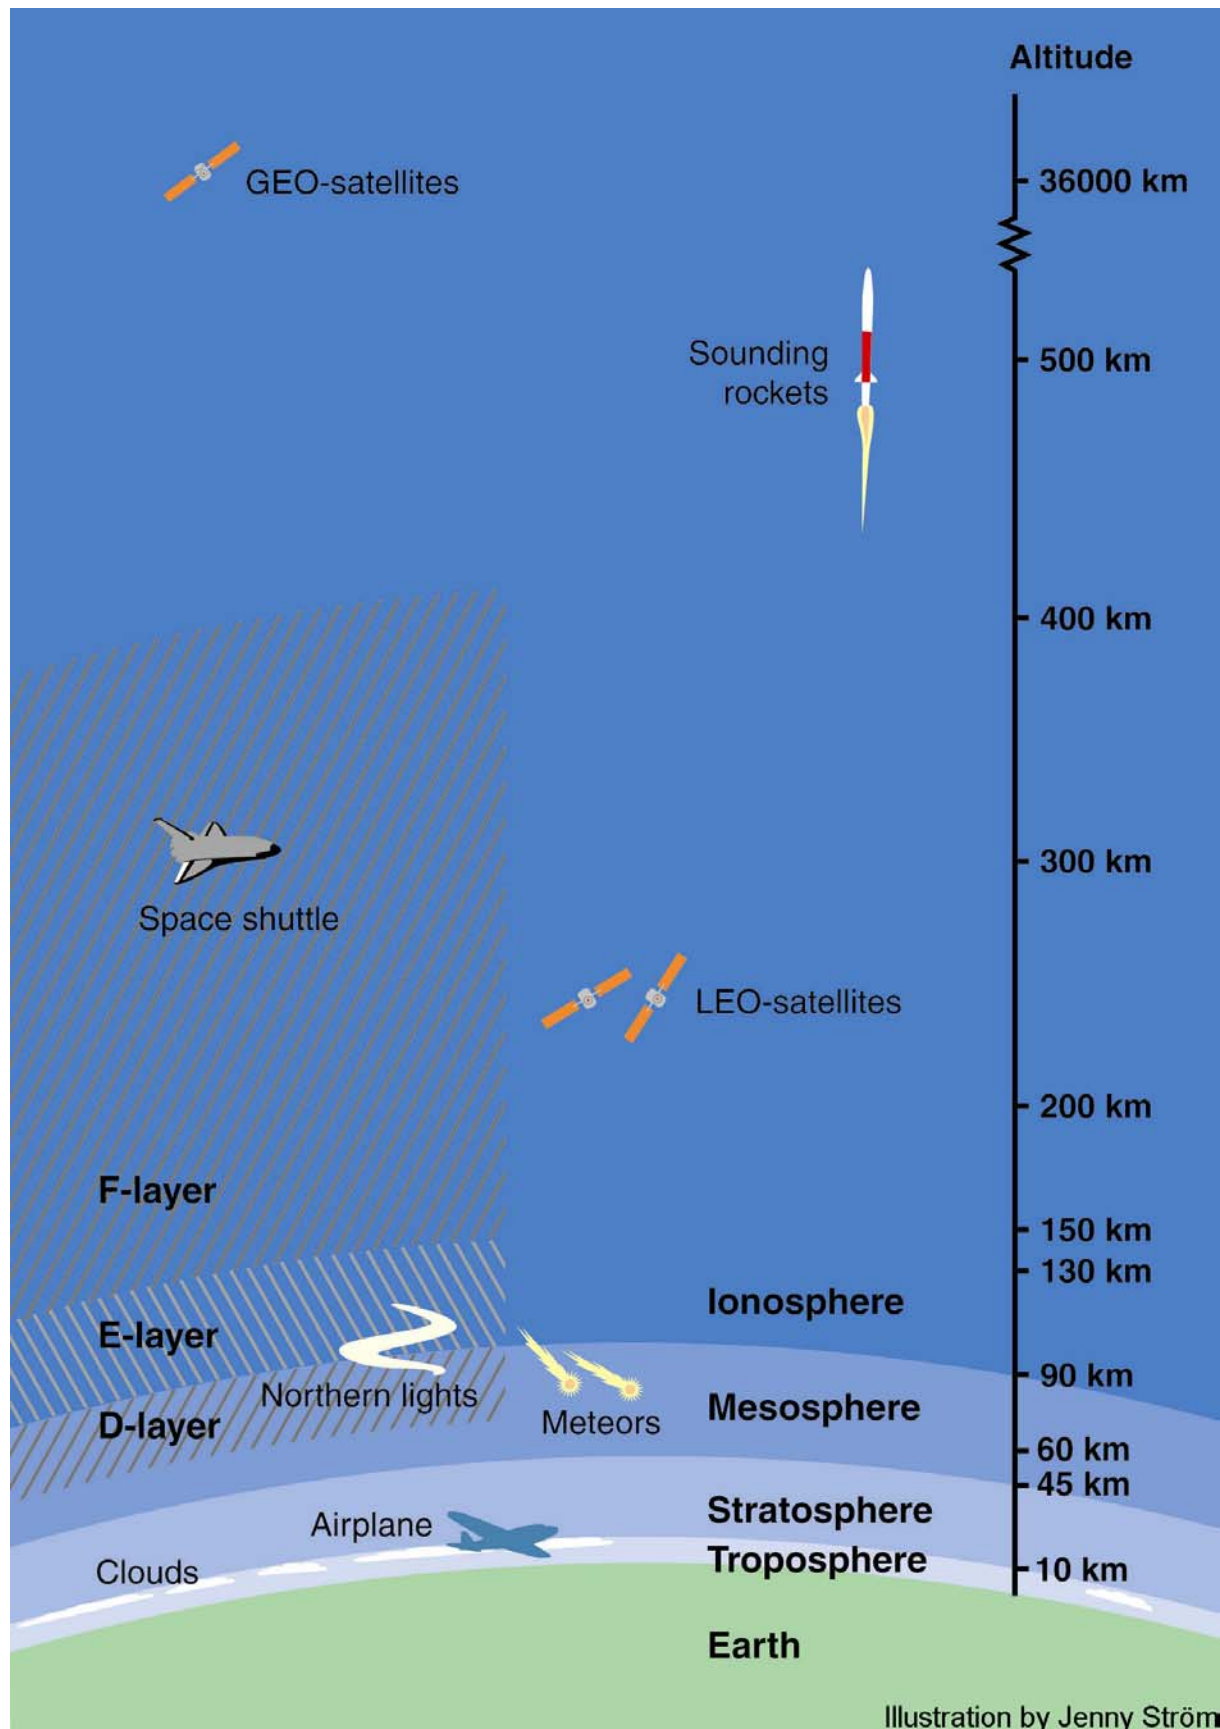 Altitude
GEO-satellites
36000 km
Sounding
rockets
500 km
400 km
300 km
Space shuttle
LEO-satellites
200 km
F-layer
150 km
130 km
Ionosphere
E-layer
90 km
Northern lights
Mesosphere
Meteors
D-layer
60 km
45 km
Stratosphere
Airplane
Troposphere
10 km
Clouds
Earth
Illustration by Jenny Ström